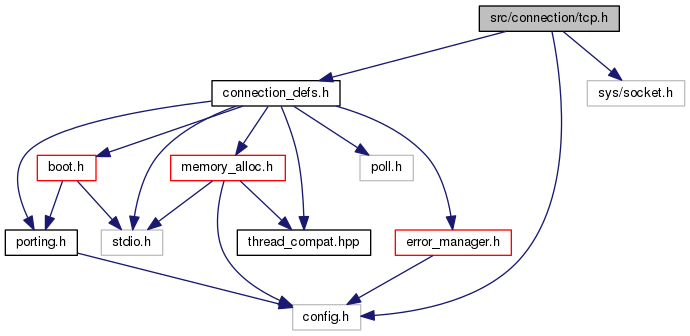 src/connection/tcp.h
connection_defs.h
sys/socket.h
boot.h
memory_alloc.h
poll.h
porting.h
stdio.h
thread_compat.hpp
error_manager.h
config.h